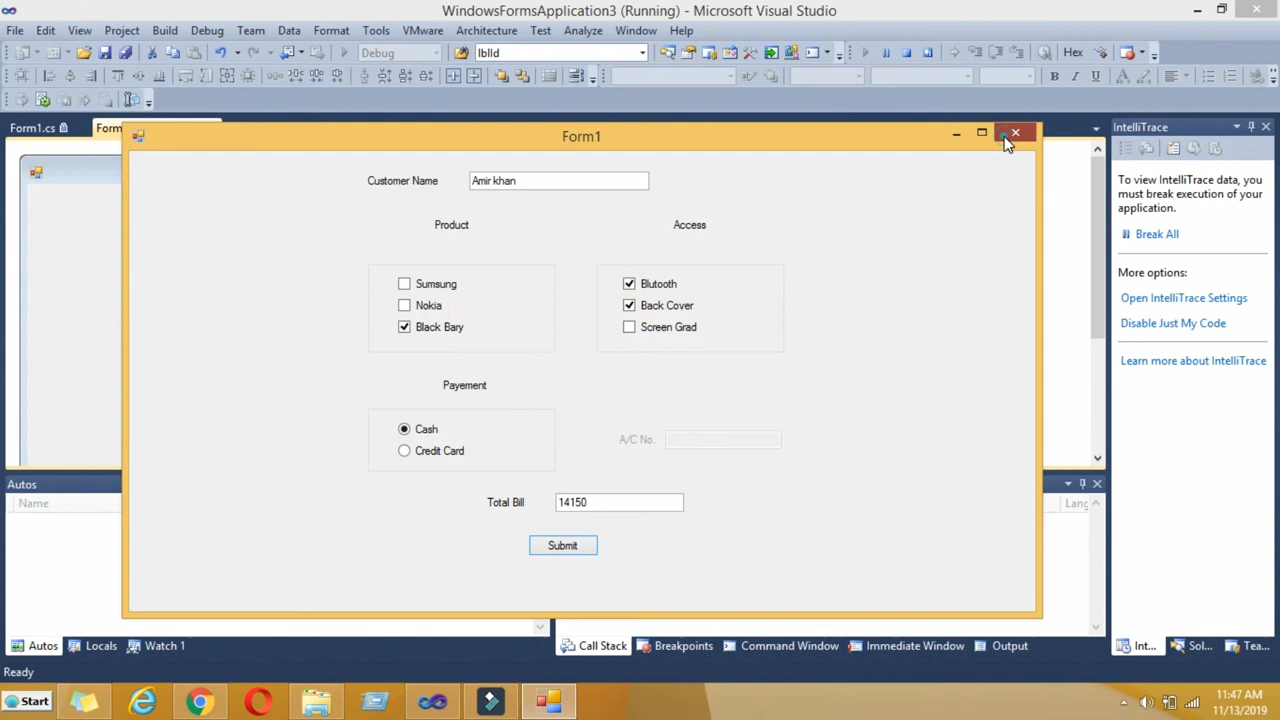 WindowsFormsApplication3 (Running) - Microsoft Visual Studio
File Edit View Project Build Debug Team Data Format Tools VMware Architecture Test Analyze Window Help
Debug lblId Hex
Form1.cs Form
Form1
IntelliTrace
To view IntelliTrace data, you must break execution of your application.
Break All
More options:
Open IntelliTrace Settings
Disable Just My Code
Learn more about IntelliTrace
Customer Name Amir khan
Product Access
Sumsung Blutooth
Nokia Back Cover
Black Bary Screen Grad
Payement
Cash
Credit Card
A/C No.
Total Bill 14150
Submit
Autos
Name Lang
Autos Locals Watch 1 Call Stack Breakpoints Command Window Immediate Window Output Int... Sol... Tea...
Ready
Start
11:47 AM
11/13/2019